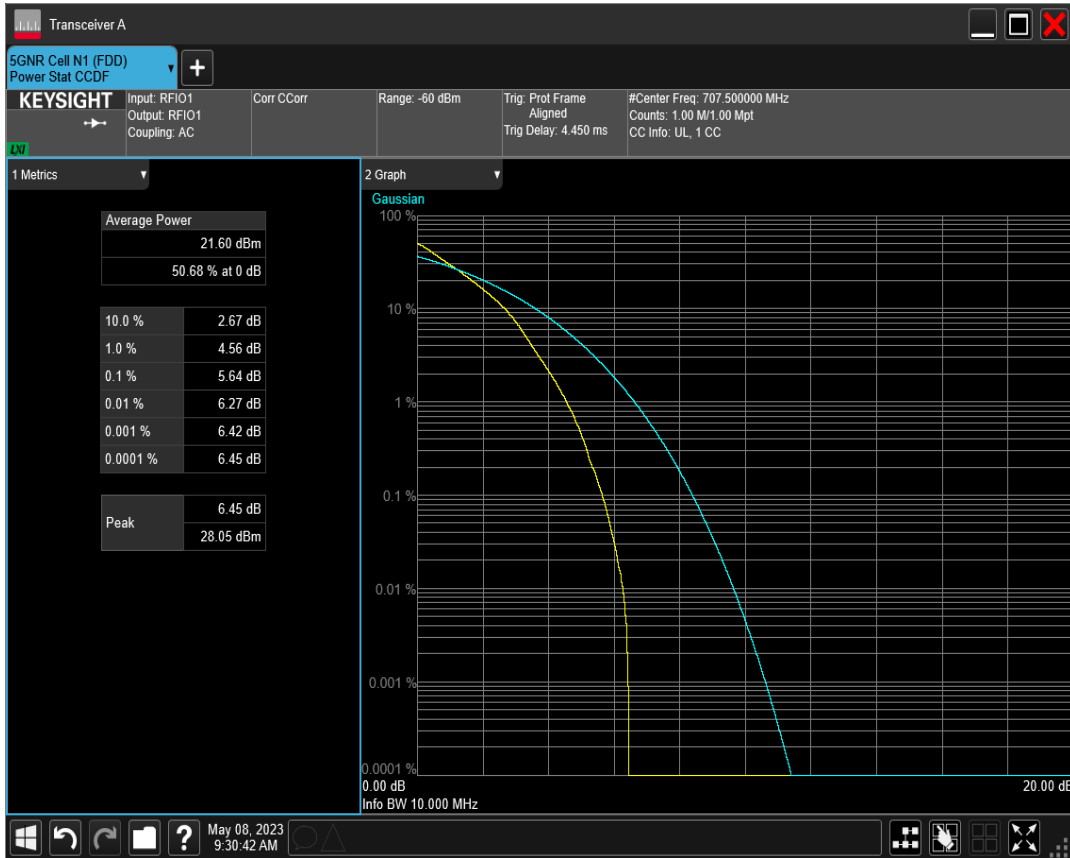 Transceiver A
5GNR Cell N1 (FDD)
Power Stat CCDF
+
KEYSIGHT
LXI
Input: RFIO1
Output: RFIO1
Coupling: AC
Corr CCorr
Range: -60 dBm
Trig: Prot Frame
Aligned
Trig Delay: 4.450 ms
#Center Freq: 707.500000 MHz
Counts: 1.00 M/1.00 Mpt
CC Info: UL, 1 CC
1 Metrics
Average Power
21.60 dBm
50.68 % at 0 dB
10.0 % 2.67 dB
1.0 % 4.56 dB
0.1 % 5.64 dB
0.01 % 6.27 dB
0.001 % 6.42 dB
0.0001 % 6.45 dB
Peak
6.45 dB
28.05 dBm
2 Graph
Gaussian
100 %
10 %
1 %
0.1 %
0.01 %
0.001 %
0.0001 %
0.00 dB 20.00 dB
Info BW 10.000 MHz
?
May 08, 2023
9:30:42 AM